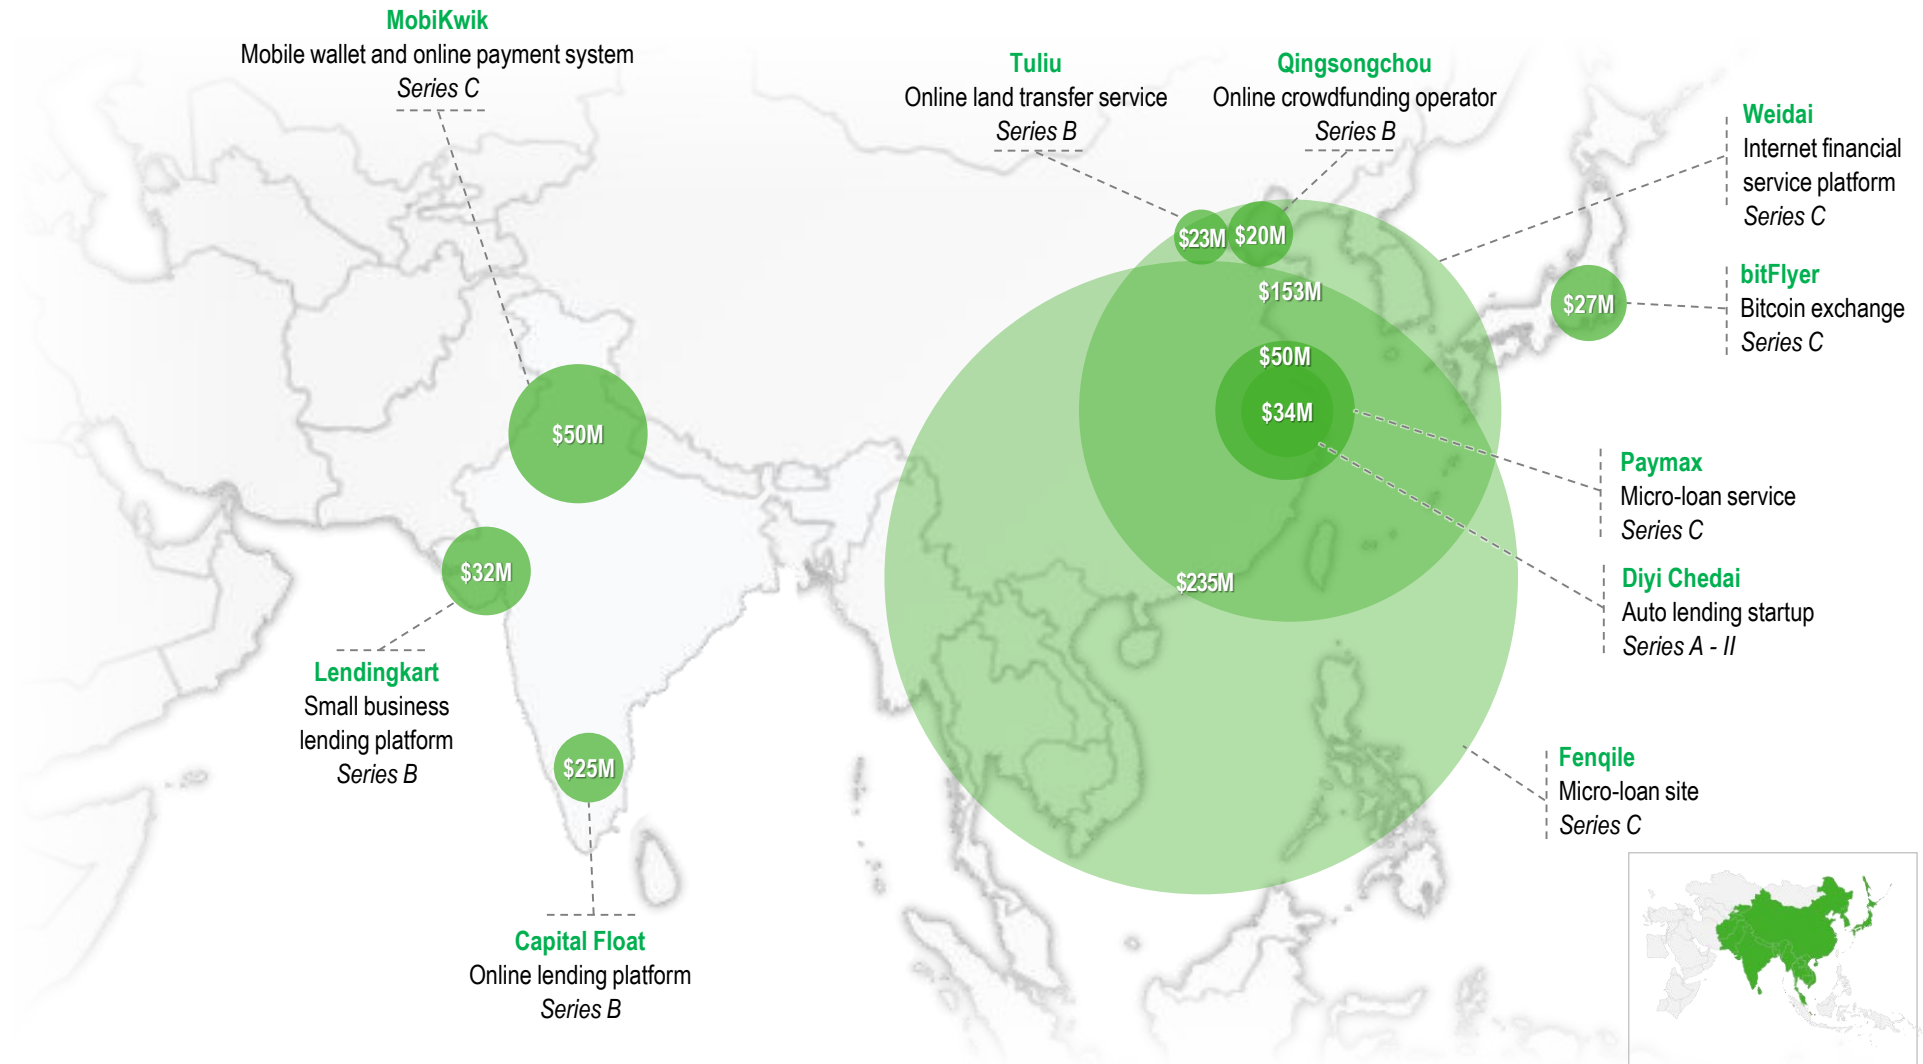 MobiKwik
Mobile wallet and online payment system
Series C
Tuliu
Online land transfer service
Series B
Qingsongchou
Online crowdfunding operator
Series B
Weidai
Internet financial
service platform
Series C
$23M
$20M
$153M
bitFlyer
Bitcoin exchange
Series C
$27M
$50M
$34M
$50M
Paymax
Micro-loan service
Series C
$32M
$235M
Diyi Chedai
Auto lending startup
Series A - II
Lendingkart
Small business
lending platform
Series B
$25M
Fenqile
Micro-loan site
Series C
Capital Float
Online lending platform
Series B